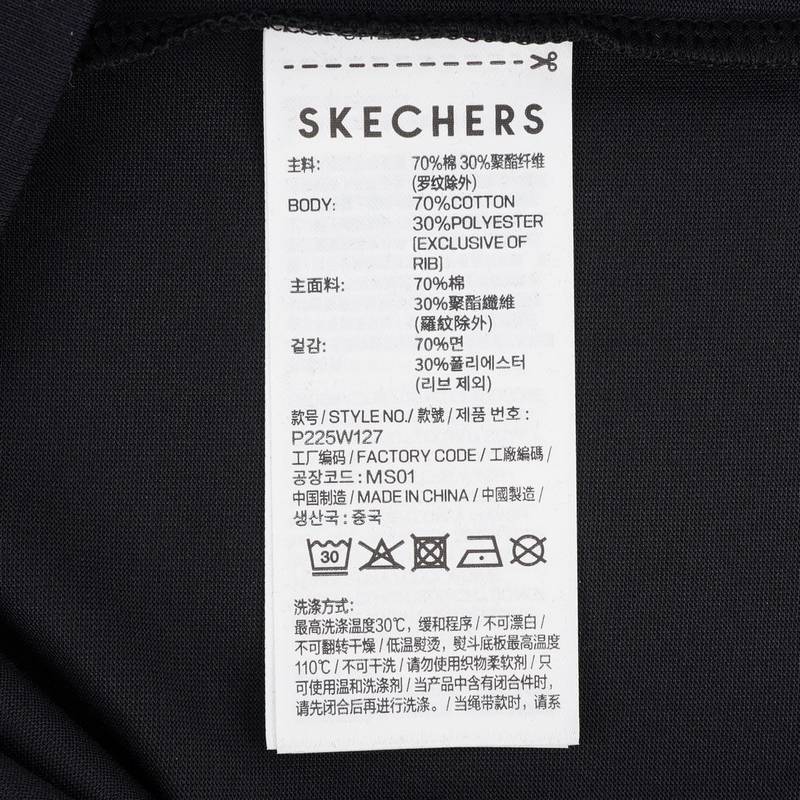 SKECHERS
主料: 70%棉 30%聚酯纤维
(罗纹除外)
BODY: 70%COTTON
30%POLYESTER
[EXCLUSIVE OF
RIB]
主面料: 70%棉
30%聚酯纖維
(羅紋除外)
겉감: 70%면
30%폴리에스터
(리브 제외)
款号 / STYLE NO./ 款號 / 제품 번호 :
P225W127
工厂编码 / FACTORY CODE / 工廠編碼 /
공장코드 : MS01
中国制造 / MADE IN CHINA / 中國製造 /
생산국 : 중국
30
洗涤方式:
最高洗涤温度30℃, 缓和程序 / 不可漂白 /
不可翻转干燥 / 低温熨烫, 熨斗底板最高温度
110℃ / 不可干洗 / 请勿使用织物柔软剂 / 只
可使用温和洗涤剂 / 当产品中含有闭合件时,
请先闭合后再进行洗涤。/ 当绳带款时, 请系